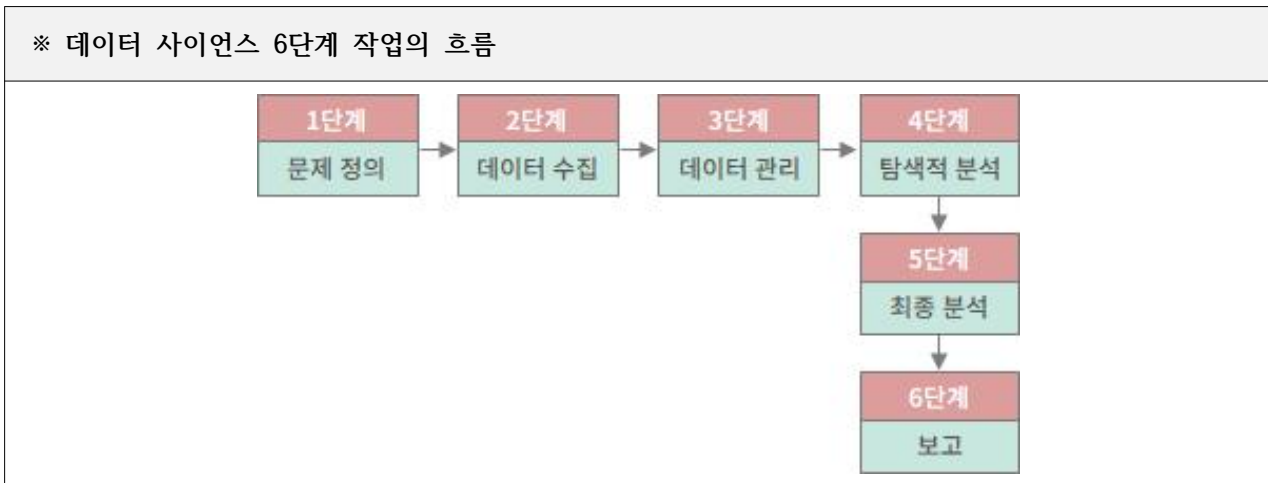 ※ 데이터 사이언스 6단계 작업의 흐름
1단계
문제 정의
2단계
데이터 수집
3단계
데이터 관리
4단계
탐색적 분석
5단계
최종 분석
6단계
보고